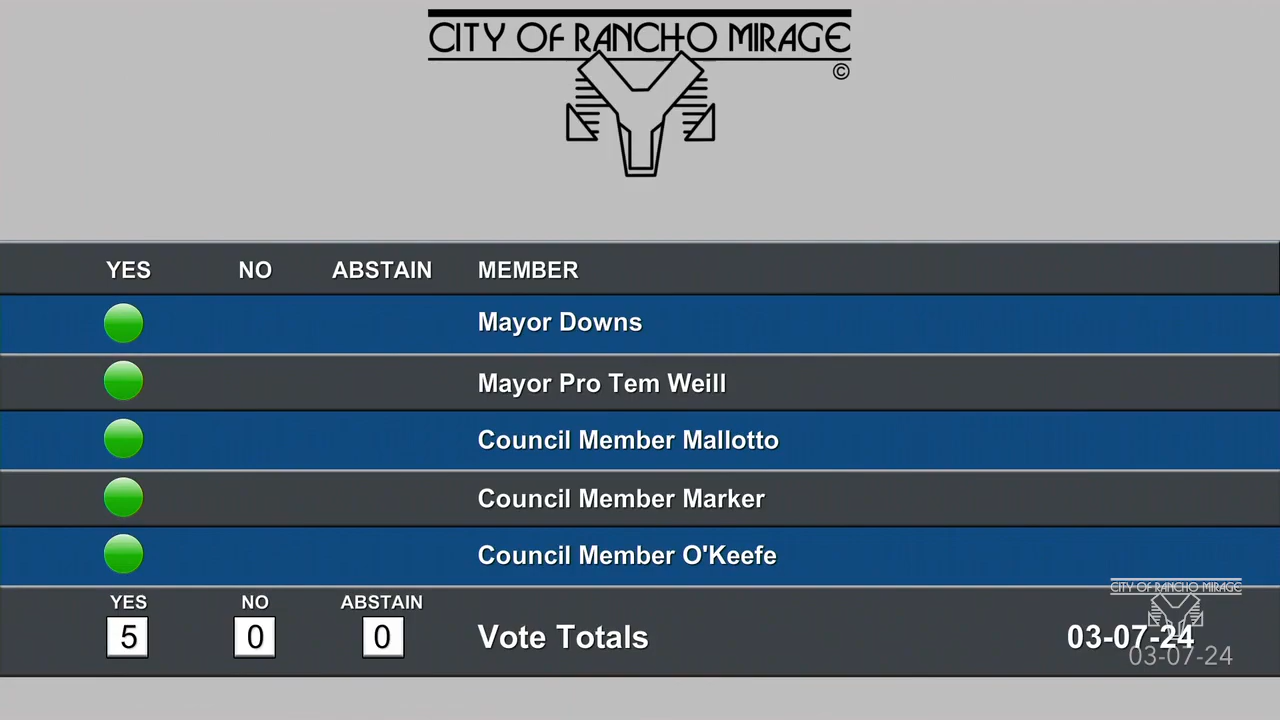 CITY OF RANCHO MIRAGE
©
YES NO ABSTAIN MEMBER
Mayor Downs
Mayor Pro Tem Weill
Council Member Mallotto
Council Member Marker
Council Member O'Keefe
CITY OF RANCHO MIRAGE
YES NO ABSTAIN
5 0 0 Vote Totals 03-07-24
03-07-24